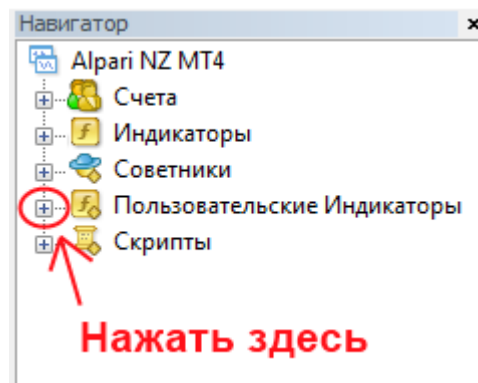 Навигатор
Alpari NZ MT4
Счета
Индикаторы
Советники
Пользовательские Индикаторы
Скрипты
Нажать здесь